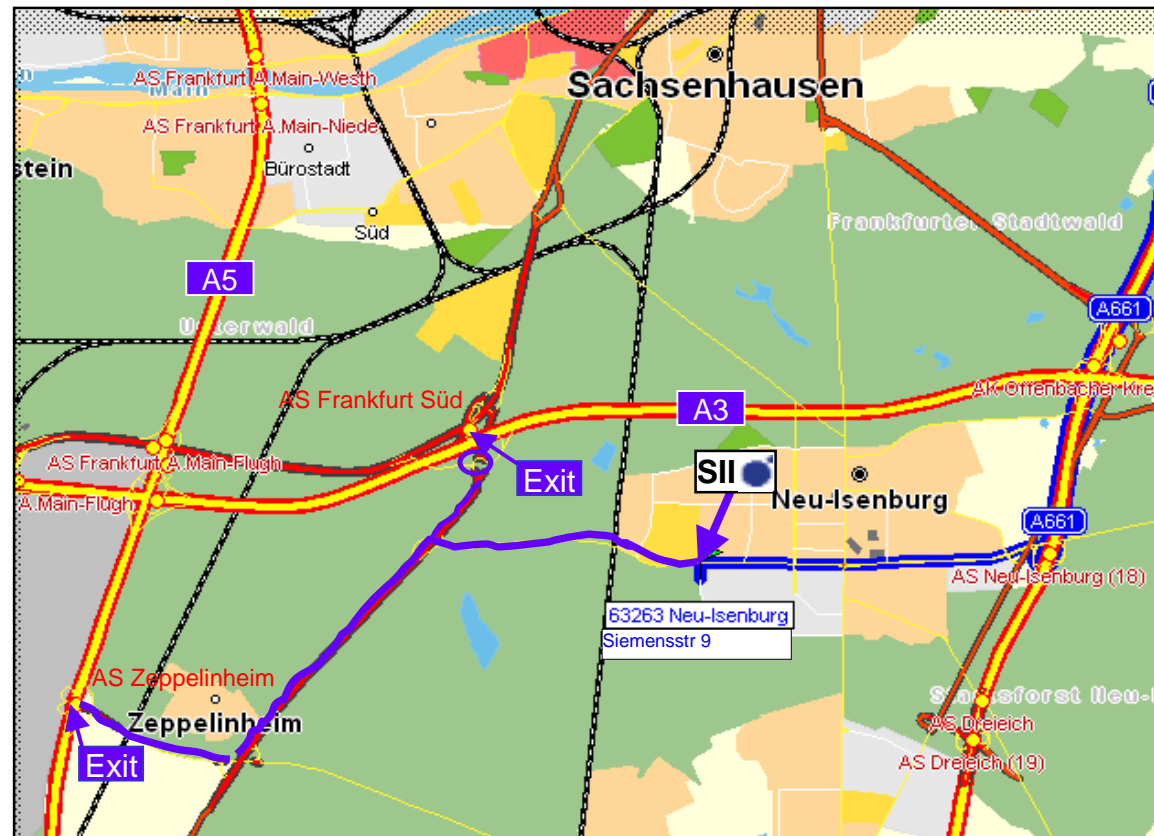 AS Frankfurt A.Main-Westh
Main
Sachsenhausen
AS Frankfurt A.Main-Niede
stein
Bürostadt
Süd
Frankfurter Stadtwald
A5
A661
Unterwald
AK Offenbacher Kre
AS Frankfurt Süd
A3
AS Frankfurt A.Main-Flugh
Exit
SII
A.Main-Flugh
Neu-Isenburg
A661
AS Neu-Isenburg (18)
63263 Neu-Isenburg
Siemensstr 9
AS Zeppelinheim
Zeppelinheim
Exit
Staatsforst Neu-I
AS Dreieich
AS Dreieich (19)